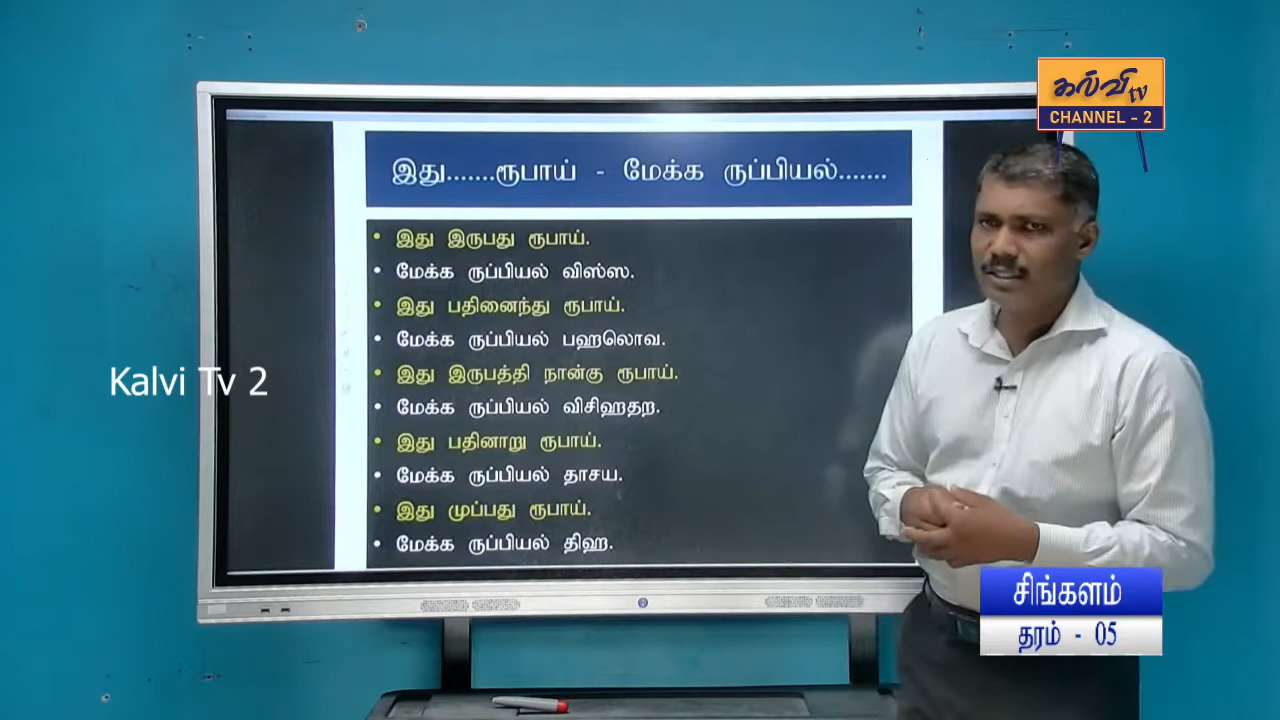 கல்வி TV
CHANNEL - 2
இது.......ரூபாய் - மேக்க ருப்பியல்.......
• இது இருபது ரூபாய்.
• மேக்க ருப்பியல் விஸ்ஸ.
• இது பதினைந்து ரூபாய்.
• மேக்க ருப்பியல் பஹலொவ.
• இது இருபத்தி நான்கு ரூபாய்.
• மேக்க ருப்பியல் விசிஹதற.
• இது பதினாறு ரூபாய்.
• மேக்க ருப்பியல் தாசய.
• இது முப்பது ரூபாய்.
• மேக்க ருப்பியல் திஹ.
Kalvi Tv 2
சிங்களம்
தரம் - 05